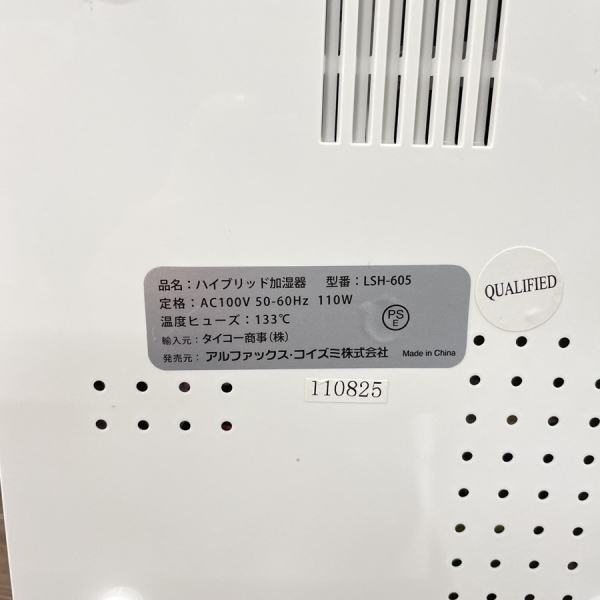 品名：ハイブリッド加湿器　型番：LSH-605
定格：AC100V 50-60Hz 110W
温度ヒューズ：133℃
PS
E
輸入元：タイコー商事（株）
発売元：アルファックス・コイズミ株式会社 Made in China
QUALIFIED
110825